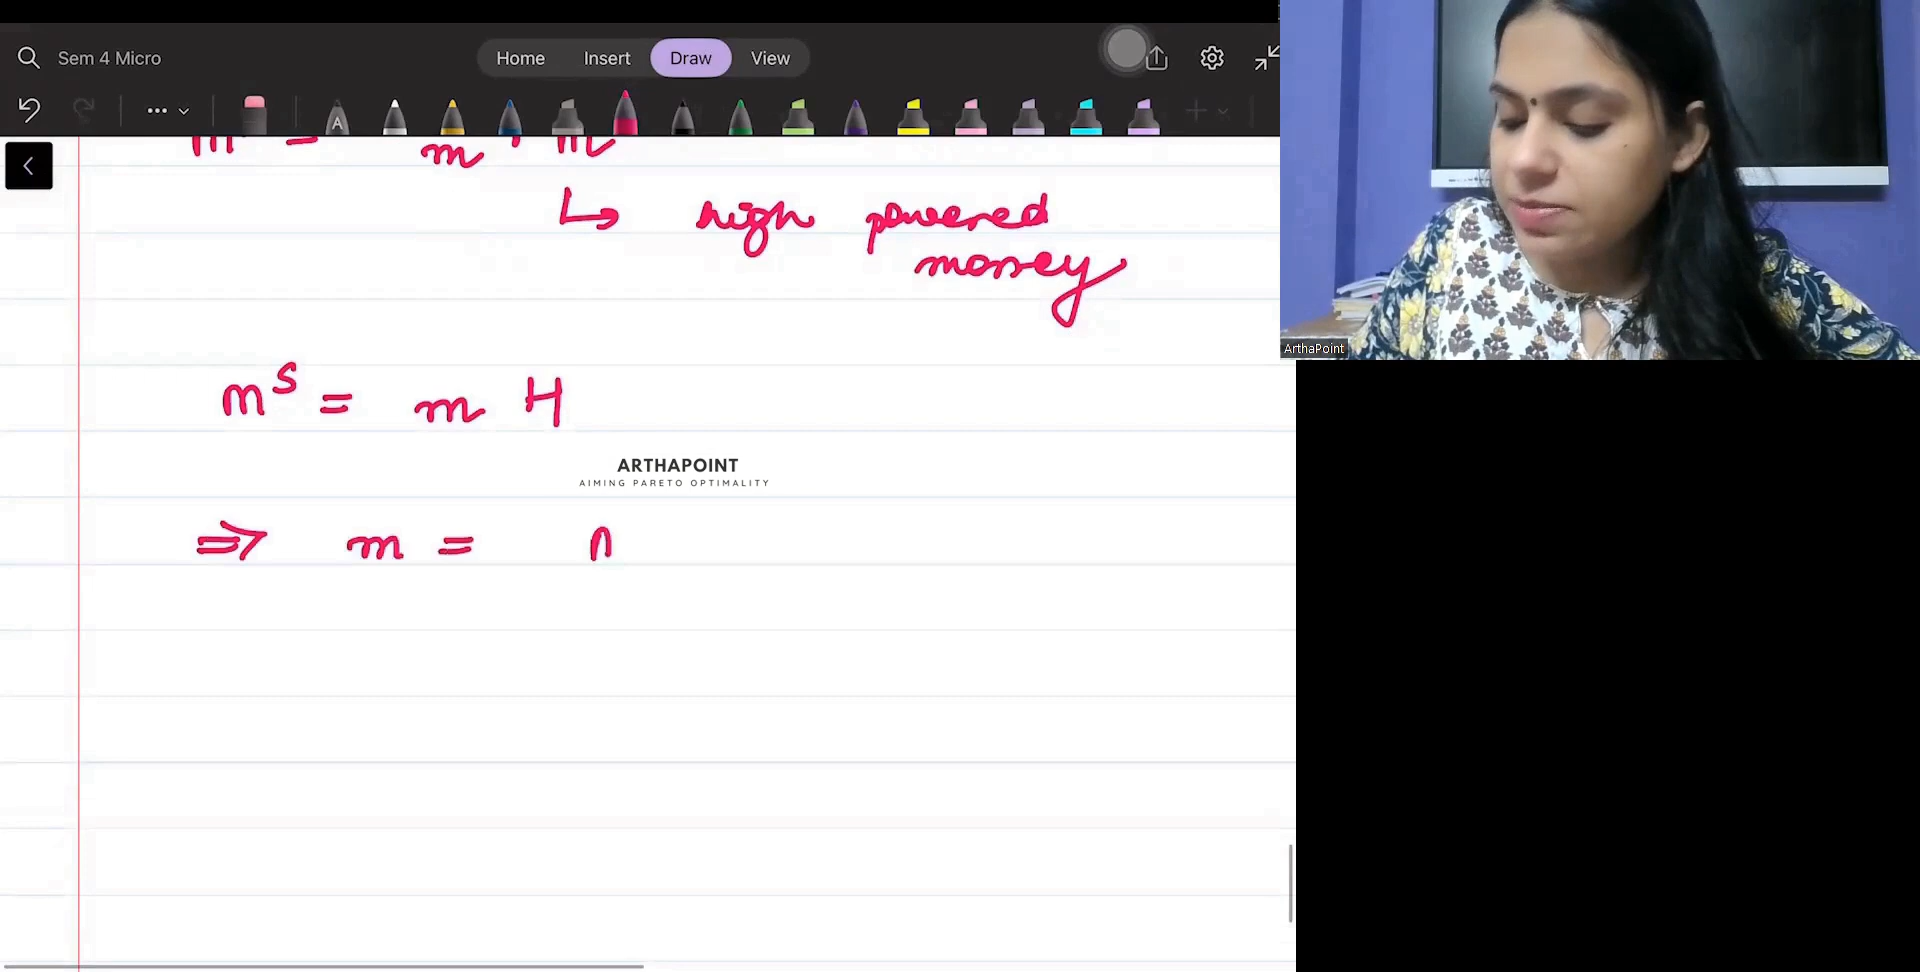 Sem 4 Micro
Home Insert Draw View
A
m = m · m
↳ high powered
money
m^S = m H
ARTHAPOINT
AIMING PARETO OPTIMALITY
⇒ m =
ArthaPoint